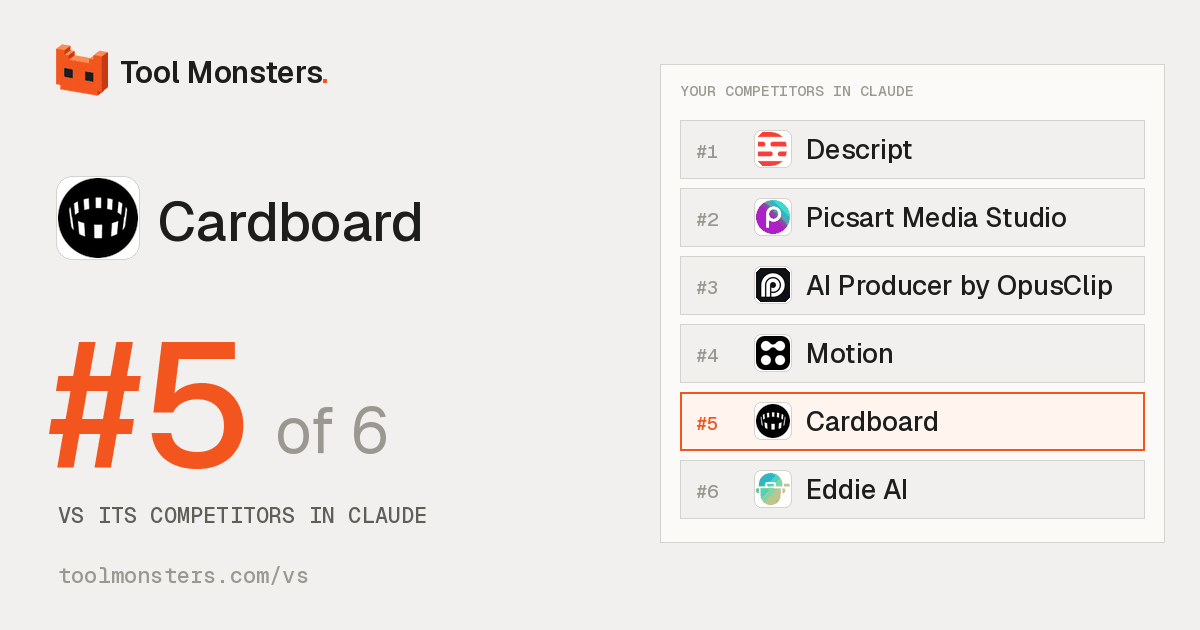 Tool Monsters.
Cardboard
#5 of 6
VS ITS COMPETITORS IN CLAUDE
toolmonsters.com/vs
YOUR COMPETITORS IN CLAUDE
#1 Descript
#2 Picsart Media Studio
#3 AI Producer by OpusClip
#4 Motion
#5 Cardboard
#6 Eddie AI